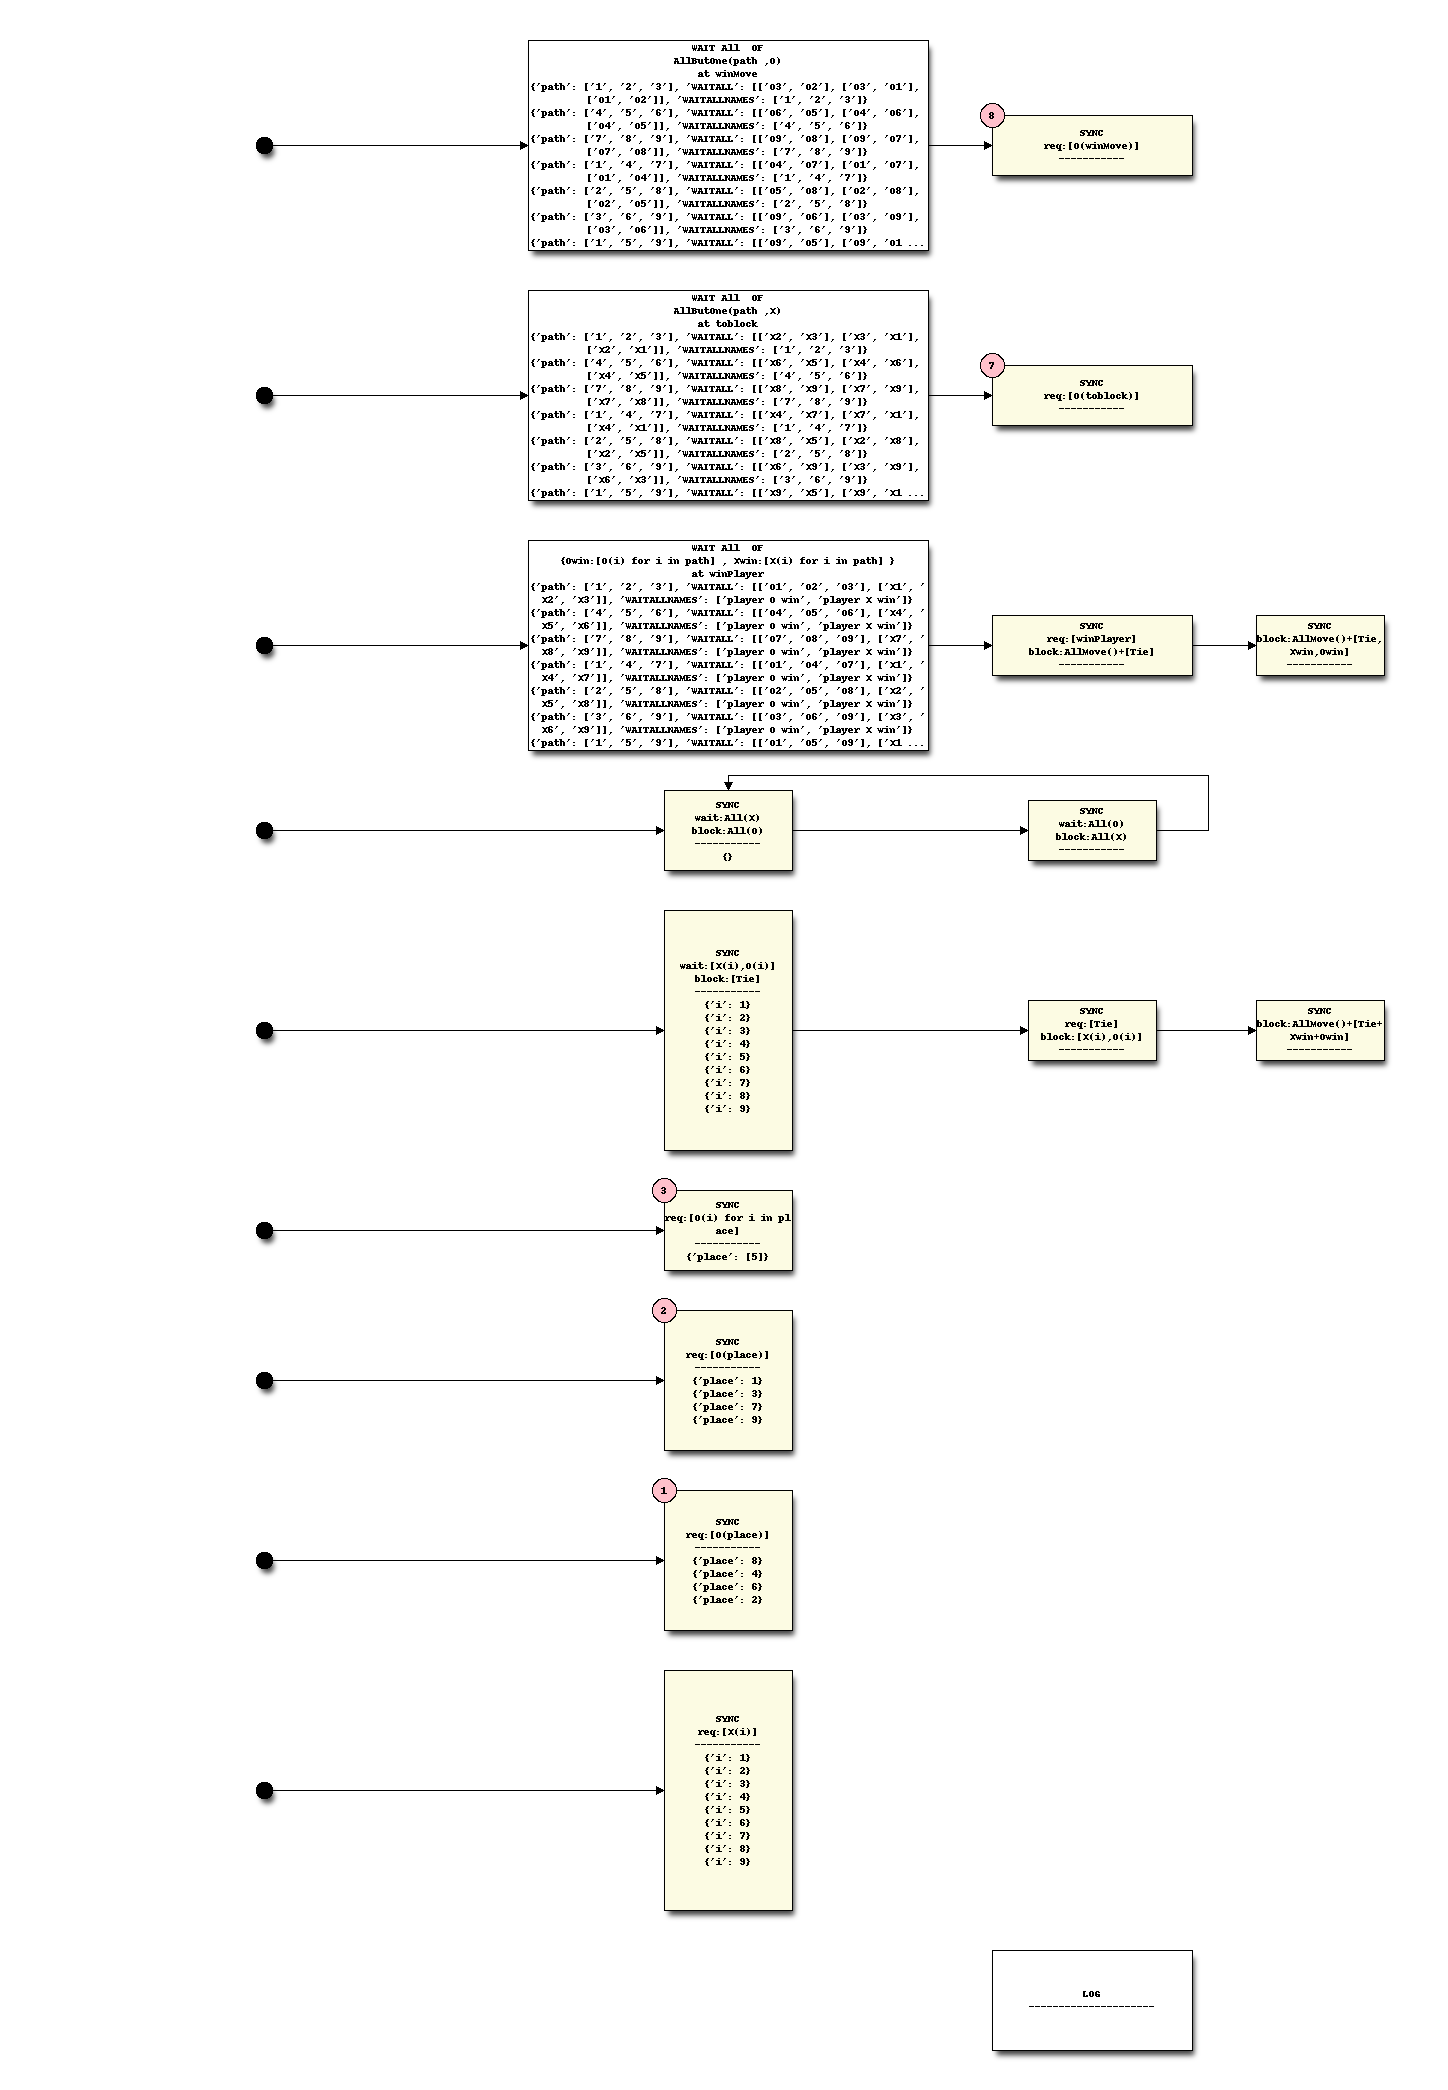 WAIT All  OF
AllButOne(path ,O)
at winMove
{'path': ['1', '2', '3'], 'WAITALL': [['O3', 'O2'], ['O3', 'O1'],
['O1', 'O2']], 'WAITALLNAMES': ['1', '2', '3']}
{'path': ['4', '5', '6'], 'WAITALL': [['O6', 'O5'], ['O4', 'O6'],
['O4', 'O5']], 'WAITALLNAMES': ['4', '5', '6']}
{'path': ['7', '8', '9'], 'WAITALL': [['O9', 'O8'], ['O9', 'O7'],
['O7', 'O8']], 'WAITALLNAMES': ['7', '8', '9']}
{'path': ['1', '4', '7'], 'WAITALL': [['O4', 'O7'], ['O1', 'O7'],
['O1', 'O4']], 'WAITALLNAMES': ['1', '4', '7']}
{'path': ['2', '5', '8'], 'WAITALL': [['O5', 'O8'], ['O2', 'O8'],
['O2', 'O5']], 'WAITALLNAMES': ['2', '5', '8']}
{'path': ['3', '6', '9'], 'WAITALL': [['O9', 'O6'], ['O3', 'O9'],
['O3', 'O6']], 'WAITALLNAMES': ['3', '6', '9']}
{'path': ['1', '5', '9'], 'WAITALL': [['O9', 'O5'], ['O9', 'O1 ...
8
SYNC
req:[O(winMove)]
-----------
WAIT All  OF
AllButOne(path ,X)
at toblock
{'path': ['1', '2', '3'], 'WAITALL': [['X2', 'X3'], ['X3', 'X1'],
['X2', 'X1']], 'WAITALLNAMES': ['1', '2', '3']}
{'path': ['4', '5', '6'], 'WAITALL': [['X6', 'X5'], ['X4', 'X6'],
['X4', 'X5']], 'WAITALLNAMES': ['4', '5', '6']}
{'path': ['7', '8', '9'], 'WAITALL': [['X8', 'X9'], ['X7', 'X9'],
['X7', 'X8']], 'WAITALLNAMES': ['7', '8', '9']}
{'path': ['1', '4', '7'], 'WAITALL': [['X4', 'X7'], ['X7', 'X1'],
['X4', 'X1']], 'WAITALLNAMES': ['1', '4', '7']}
{'path': ['2', '5', '8'], 'WAITALL': [['X8', 'X5'], ['X2', 'X8'],
['X2', 'X5']], 'WAITALLNAMES': ['2', '5', '8']}
{'path': ['3', '6', '9'], 'WAITALL': [['X6', 'X9'], ['X3', 'X9'],
['X6', 'X3']], 'WAITALLNAMES': ['3', '6', '9']}
{'path': ['1', '5', '9'], 'WAITALL': [['X9', 'X5'], ['X9', 'X1 ...
7
SYNC
req:[O(toblock)]
-----------
WAIT All  OF
{Owin:[O(i) for i in path] , Xwin:[X(i) for i in path] }
at winPlayer
{'path': ['1', '2', '3'], 'WAITALL': [['O1', 'O2', 'O3'], ['X1', '
X2', 'X3']], 'WAITALLNAMES': ['player O win', 'player X win']}
{'path': ['4', '5', '6'], 'WAITALL': [['O4', 'O5', 'O6'], ['X4', '
X5', 'X6']], 'WAITALLNAMES': ['player O win', 'player X win']}
{'path': ['7', '8', '9'], 'WAITALL': [['O7', 'O8', 'O9'], ['X7', '
X8', 'X9']], 'WAITALLNAMES': ['player O win', 'player X win']}
{'path': ['1', '4', '7'], 'WAITALL': [['O1', 'O4', 'O7'], ['X1', '
X4', 'X7']], 'WAITALLNAMES': ['player O win', 'player X win']}
{'path': ['2', '5', '8'], 'WAITALL': [['O2', 'O5', 'O8'], ['X2', '
X5', 'X8']], 'WAITALLNAMES': ['player O win', 'player X win']}
{'path': ['3', '6', '9'], 'WAITALL': [['O3', 'O6', 'O9'], ['X3', '
X6', 'X9']], 'WAITALLNAMES': ['player O win', 'player X win']}
{'path': ['1', '5', '9'], 'WAITALL': [['O1', 'O5', 'O9'], ['X1 ...
SYNC
req:[winPlayer]
block:AllMove()+[Tie]
-----------
SYNC
block:AllMove()+[Tie,
Xwin,Owin]
-----------
SYNC
wait:All(X)
block:All(O)
-----------
{}
SYNC
wait:All(O)
block:All(X)
-----------
SYNC
wait:[X(i),O(i)]
block:[Tie]
-----------
{'i': 1}
{'i': 2}
{'i': 3}
{'i': 4}
{'i': 5}
{'i': 6}
{'i': 7}
{'i': 8}
{'i': 9}
SYNC
req:[Tie]
block:[X(i),O(i)]
-----------
SYNC
block:AllMove()+[Tie+
Xwin+Owin]
-----------
3
SYNC
req:[O(i) for i in pl
ace]
-----------
{'place': [5]}
2
SYNC
req:[O(place)]
-----------
{'place': 1}
{'place': 3}
{'place': 7}
{'place': 9}
1
SYNC
req:[O(place)]
-----------
{'place': 8}
{'place': 4}
{'place': 6}
{'place': 2}
SYNC
req:[X(i)]
-----------
{'i': 1}
{'i': 2}
{'i': 3}
{'i': 4}
{'i': 5}
{'i': 6}
{'i': 7}
{'i': 8}
{'i': 9}
LOG
---------------------